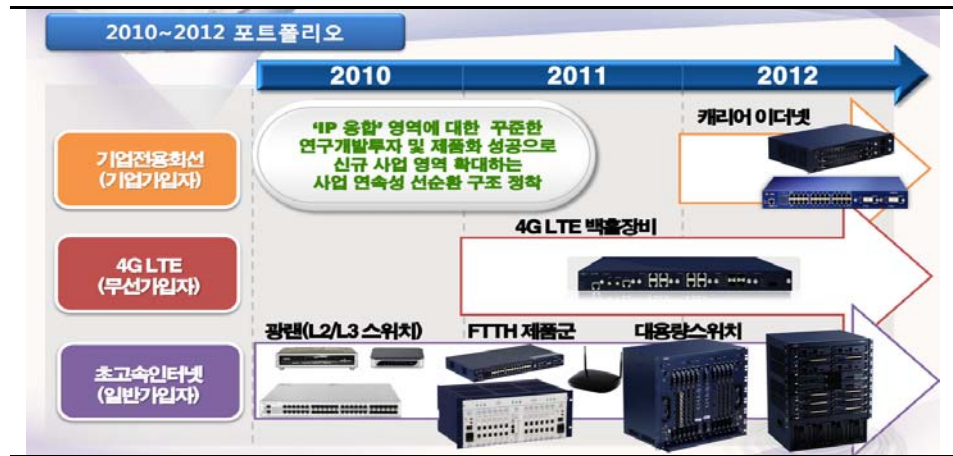 2010~2012 포트폴리오
2010
2011
2012
'IP 융합' 영역에 대한 꾸준한
연구개발투자 및 제품화 성공으로
신규 사업 영역 확대하는
사업 연속성 선순환 구조 정착
캐리어 이더넷
기업전용회선
(기업가입자)
4G LTE 백홀장비
4G LTE
(무선가입자)
광랜(L2/L3 스위치)
FTTH 제품군
대용량스위치
초고속인터넷
(일반가입자)